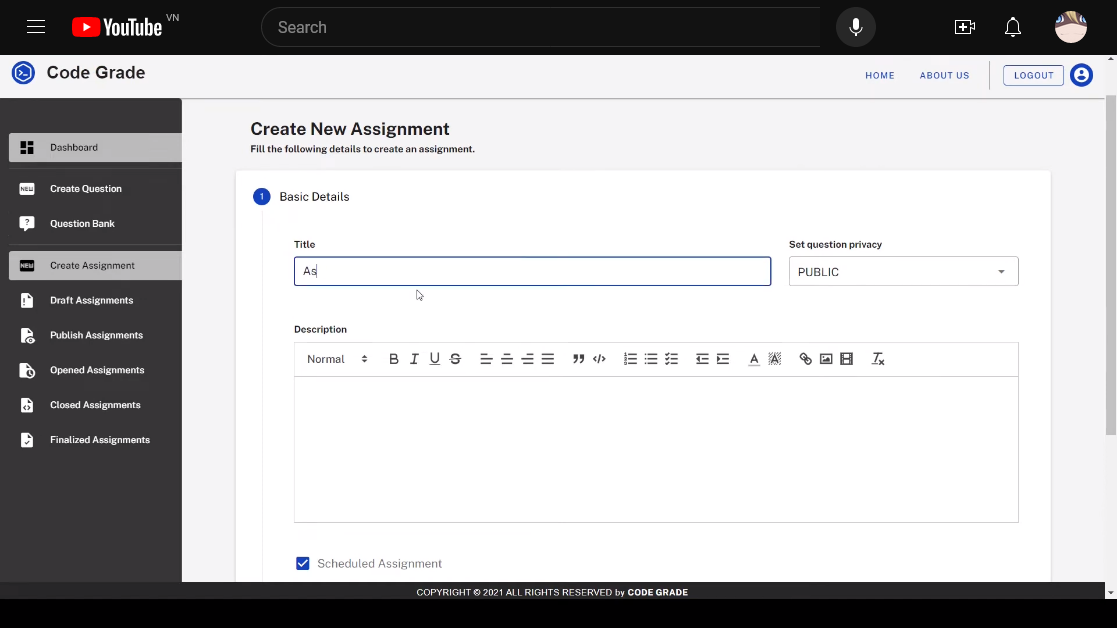 YouTube VN
Search
Code Grade
HOME
ABOUT US
LOGOUT
Dashboard
NEW Create Question
Question Bank
NEW Create Assignment
Draft Assignments
Publish Assignments
Opened Assignments
Closed Assignments
Finalized Assignments
Create New Assignment
Fill the following details to create an assignment.
1 Basic Details
Title
Set question privacy
As
PUBLIC
Description
Normal
B I U S A A
Scheduled Assignment
COPYRIGHT © 2021 ALL RIGHTS RESERVED by CODE GRADE